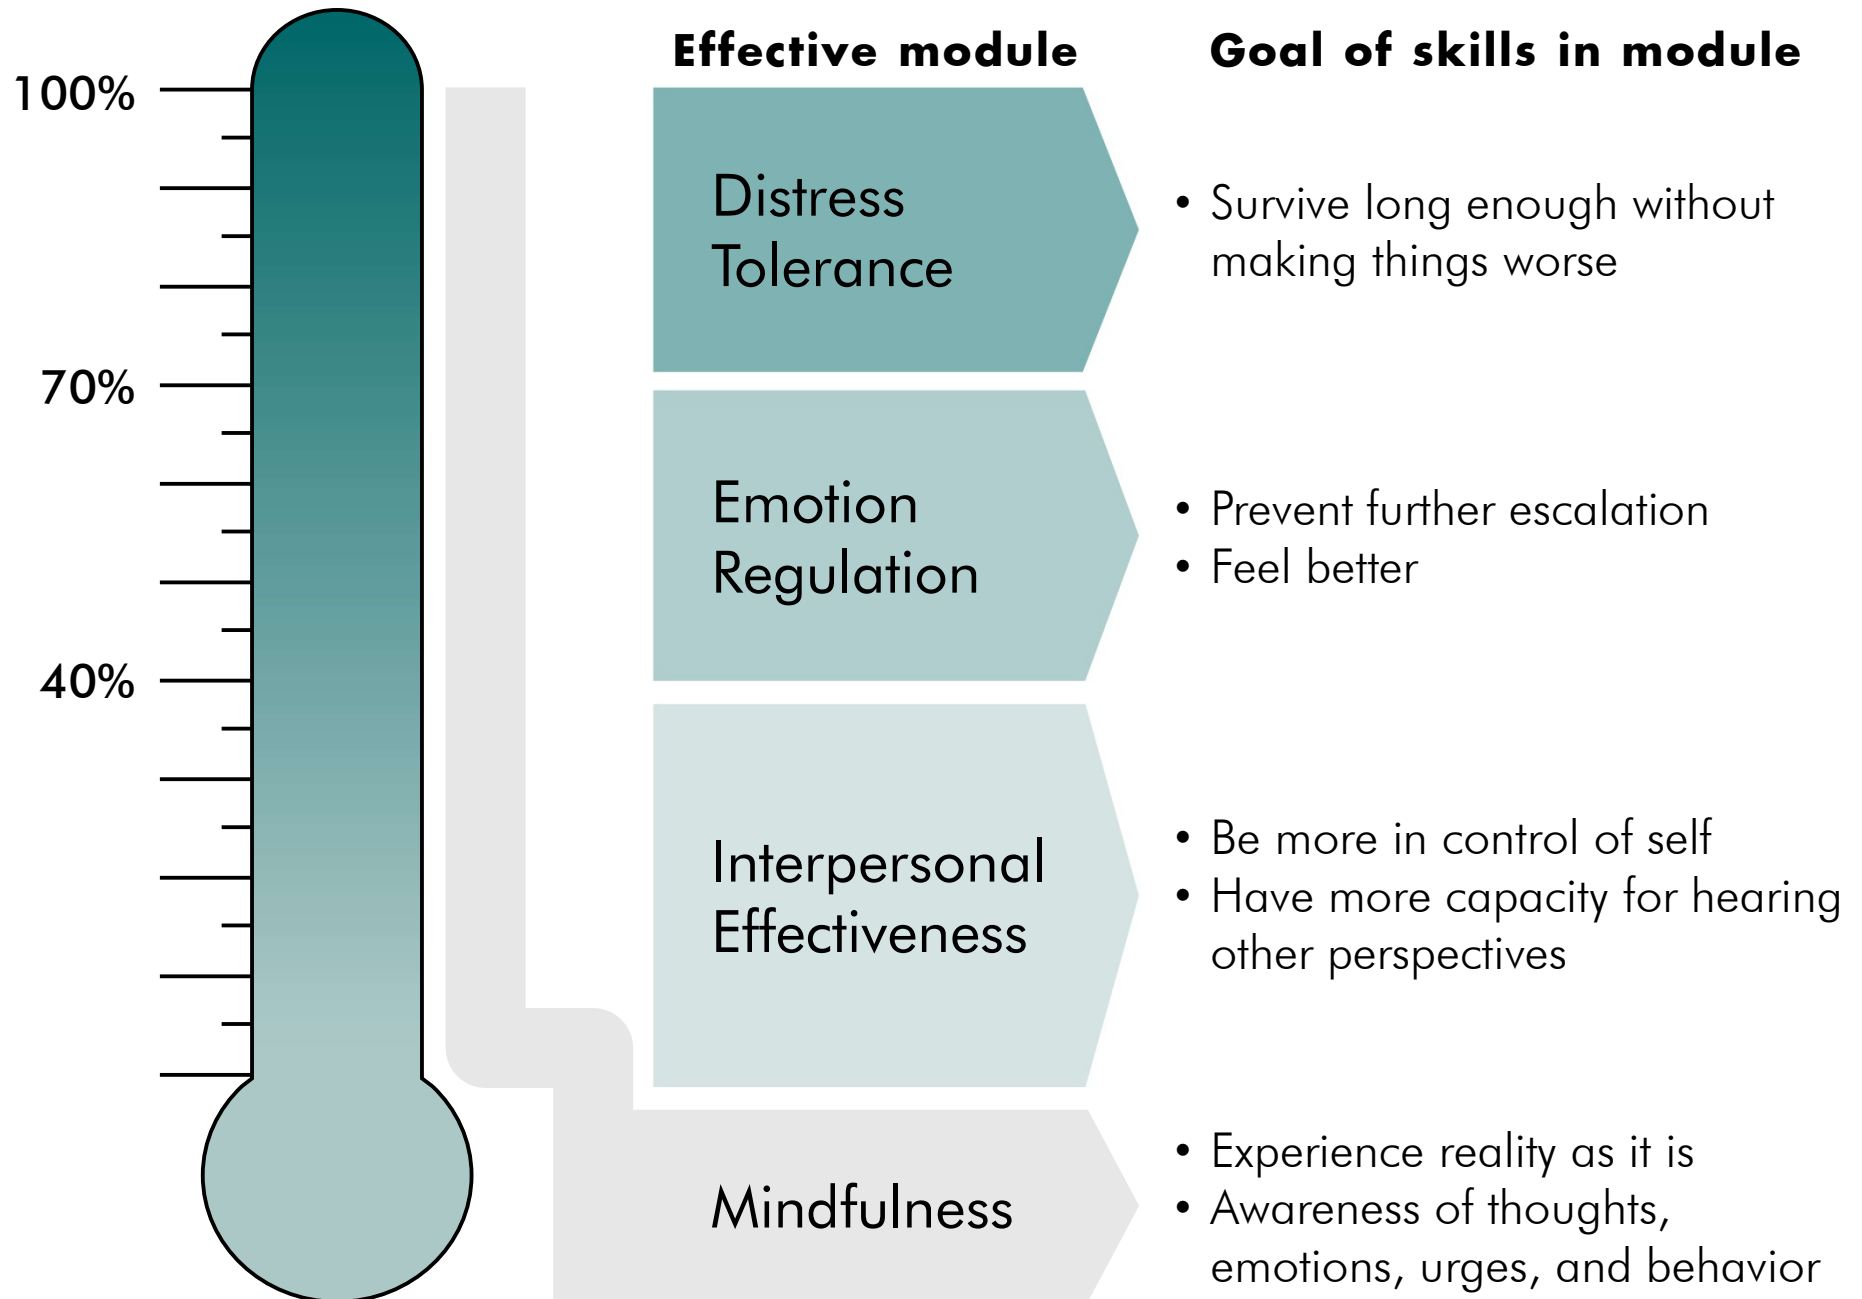 Effective module
Goal of skills in module
100%
70%
40%
Distress
Tolerance
• Survive long enough without
making things worse
Emotion
Regulation
• Prevent further escalation
• Feel better
Interpersonal
Effectiveness
• Be more in control of self
• Have more capacity for hearing
other perspectives
Mindfulness
• Experience reality as it is
• Awareness of thoughts,
emotions, urges, and behavior